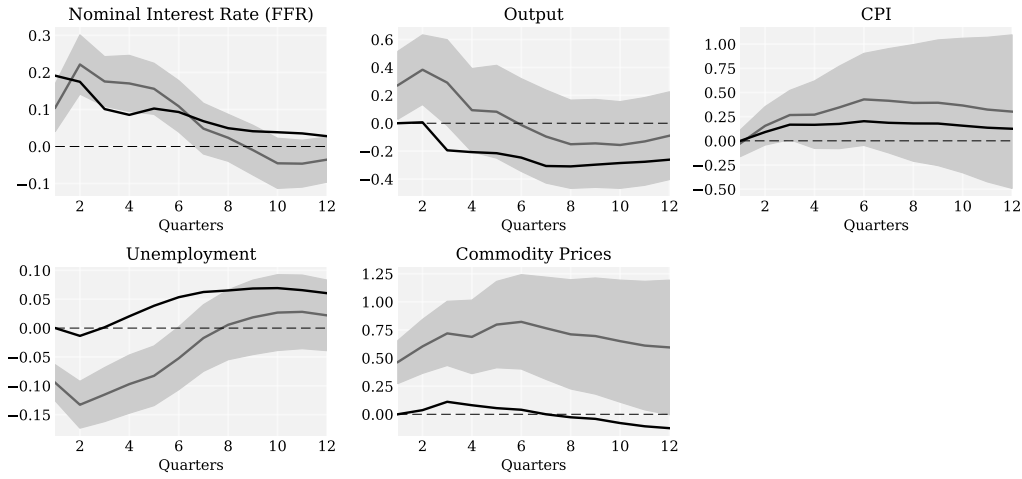 Nominal Interest Rate (FFR)
0.3
0.2
0.1
0.0
−0.1
2 4 6 8 10 12
Quarters
Output
0.6
0.4
0.2
0.0
−0.2
−0.4
2 4 6 8 10 12
Quarters
CPI
1.00
0.75
0.50
0.25
0.00
−0.25
−0.50
2 4 6 8 10 12
Quarters
Unemployment
0.10
0.05
0.00
−0.05
−0.10
−0.15
2 4 6 8 10 12
Quarters
Commodity Prices
1.25
1.00
0.75
0.50
0.25
0.00
2 4 6 8 10 12
Quarters